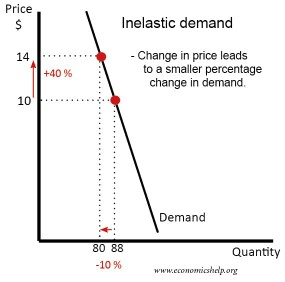 Price
$
Inelastic demand
- Change in price leads
to a smaller percentage
change in demand.
14
+40 %
10
Demand
80 88
Quantity
-10 %
www.economicshelp.org